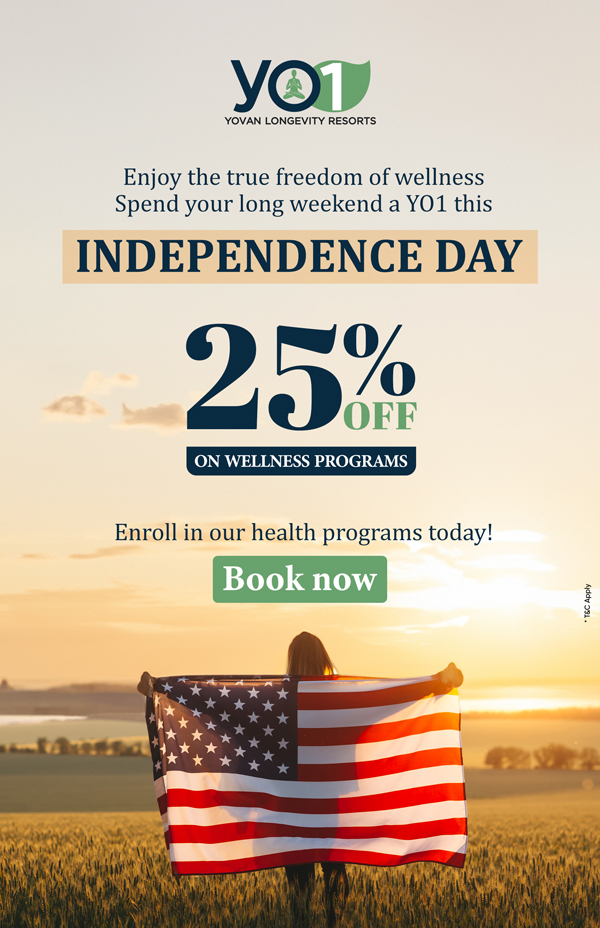 YO1
YOVAN LONGEVITY RESORTS
Enjoy the true freedom of wellness
Spend your long weekend a YO1 this
INDEPENDENCE DAY
25%
OFF
ON WELLNESS PROGRAMS
Enroll in our health programs today!
Book now
* T&C Apply